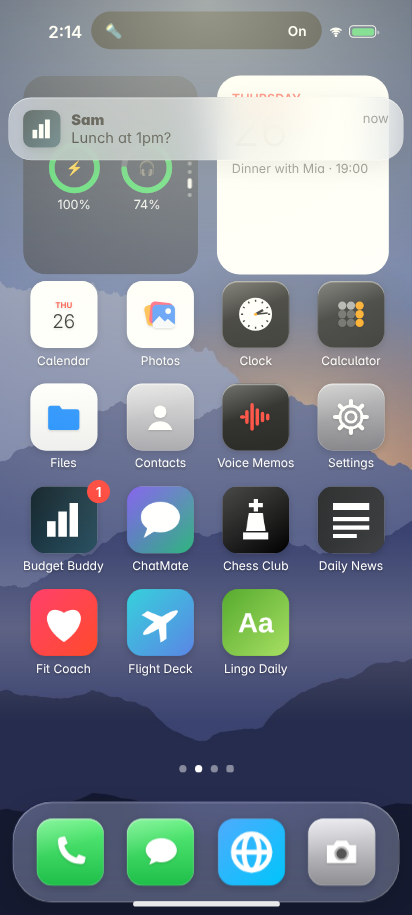 2:14
On
Sam
now
Lunch at 1pm?
THURSDAY
26
Dinner with Mia · 19:00
100%
74%
THU
26
Calendar
Photos
Clock
Calculator
Files
Contacts
Voice Memos
Settings
1
Budget Buddy
ChatMate
Chess Club
Daily News
Aa
Fit Coach
Flight Deck
Lingo Daily